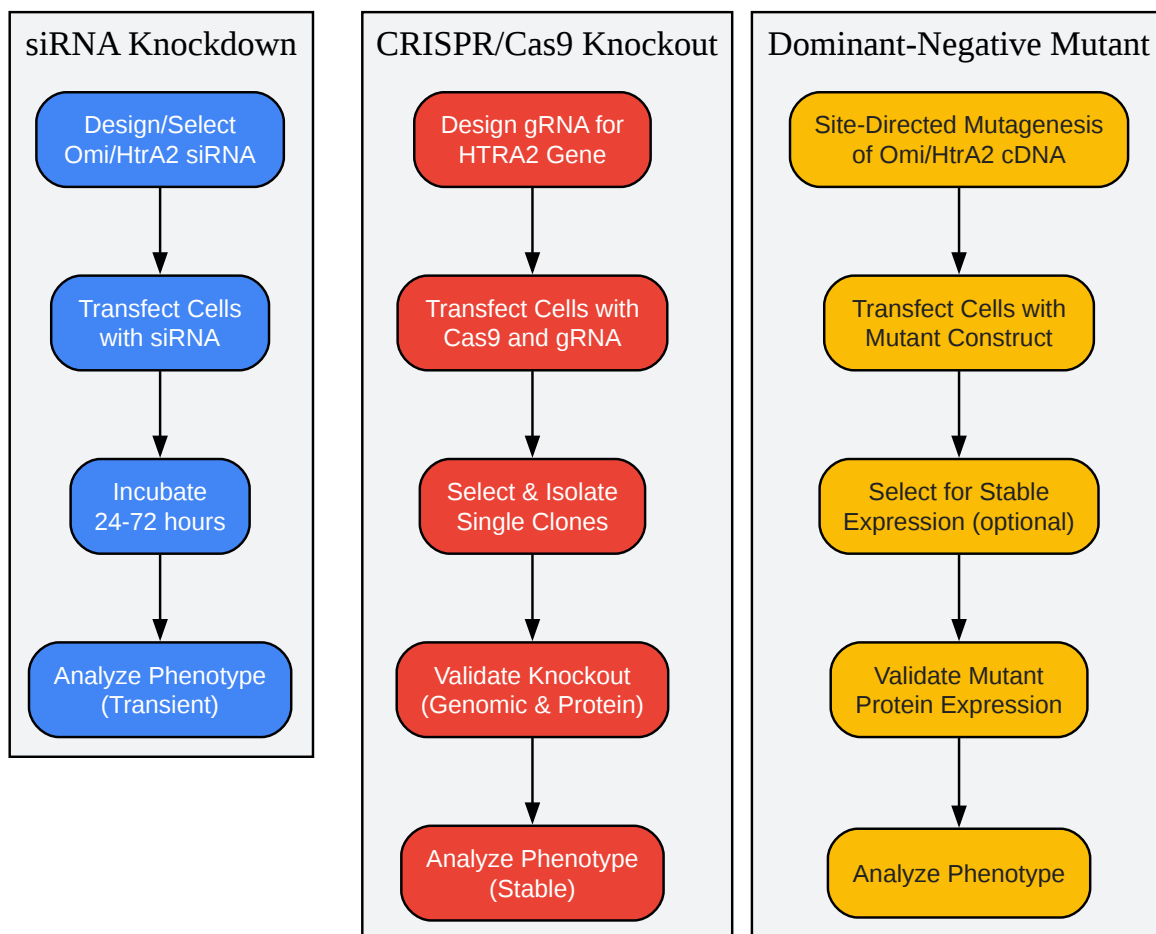 siRNA Knockdown
Design/Select
Omi/HtrA2 siRNA
Transfect Cells
with siRNA
Incubate
24-72 hours
Analyze Phenotype
(Transient)
CRISPR/Cas9 Knockout
Design gRNA for
HTRA2 Gene
Transfect Cells with
Cas9 and gRNA
Select & Isolate
Single Clones
Validate Knockout
(Genomic & Protein)
Analyze Phenotype
(Stable)
Dominant-Negative Mutant
Site-Directed Mutagenesis
of Omi/HtrA2 cDNA
Transfect Cells with
Mutant Construct
Select for Stable
Expression (optional)
Validate Mutant
Protein Expression
Analyze Phenotype